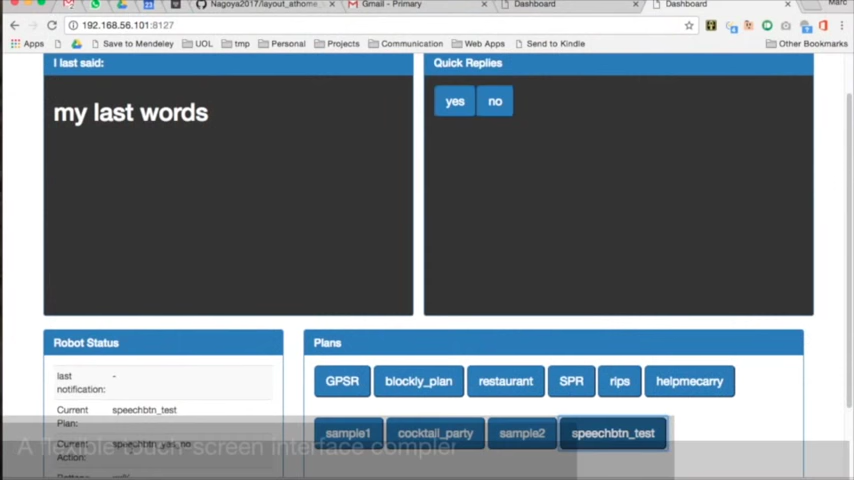 Nagoya2017/layout_athome
Gmail - Primary
Dashboard
Dashboard
Marc
192.168.56.101:8127
Apps
Save to Mendeley
UOL
tmp
Personal
Projects
Communication
Web Apps
Send to Kindle
Other Bookmarks
I last said:
Quick Replies
my last words
yes
no
Robot Status
Plans
last notification:
-
GPSR
blockly_plan
restaurant
SPR
rips
helpmecarry
Current Plan:
speechbtn_test
sample1
cocktail_party
sample2
speechbtn_test
Current Action:
speechbtn_yes_no
A flexible touch-screen interface compler